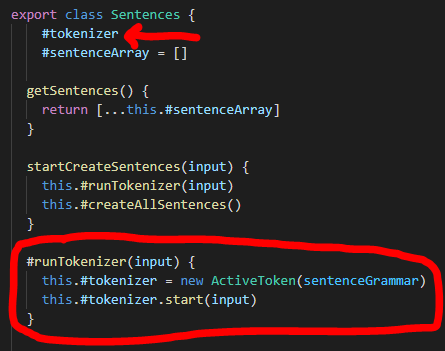 export class Sentences {
#tokenizer
#sentenceArray = []
getSentences() {
return [...this.#sentenceArray]
}
startCreateSentences(input) {
this.#runTokenizer(input)
this.#createAllSentences()
}
#runTokenizer(input) {
this.#tokenizer = new ActiveToken(sentenceGrammar)
this.#tokenizer.start(input)
}